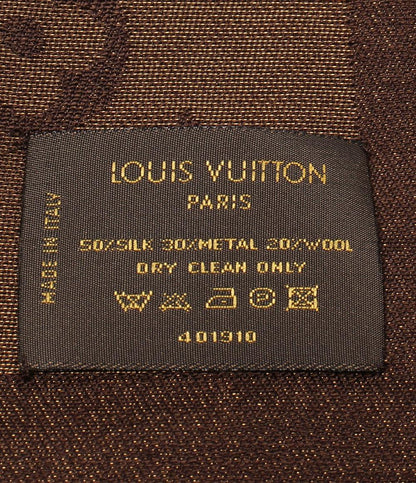 LOUIS VUITTON
PARIS
MADE IN ITALY
50%SILK 30%METAL 20%WOOL
DRY CLEAN ONLY
401910